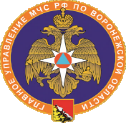 ГЛАВНОЕ УПРАВЛЕНИЕ МЧС РФ ПО ВОРОНЕЖСКОЙ ОБЛАСТИ